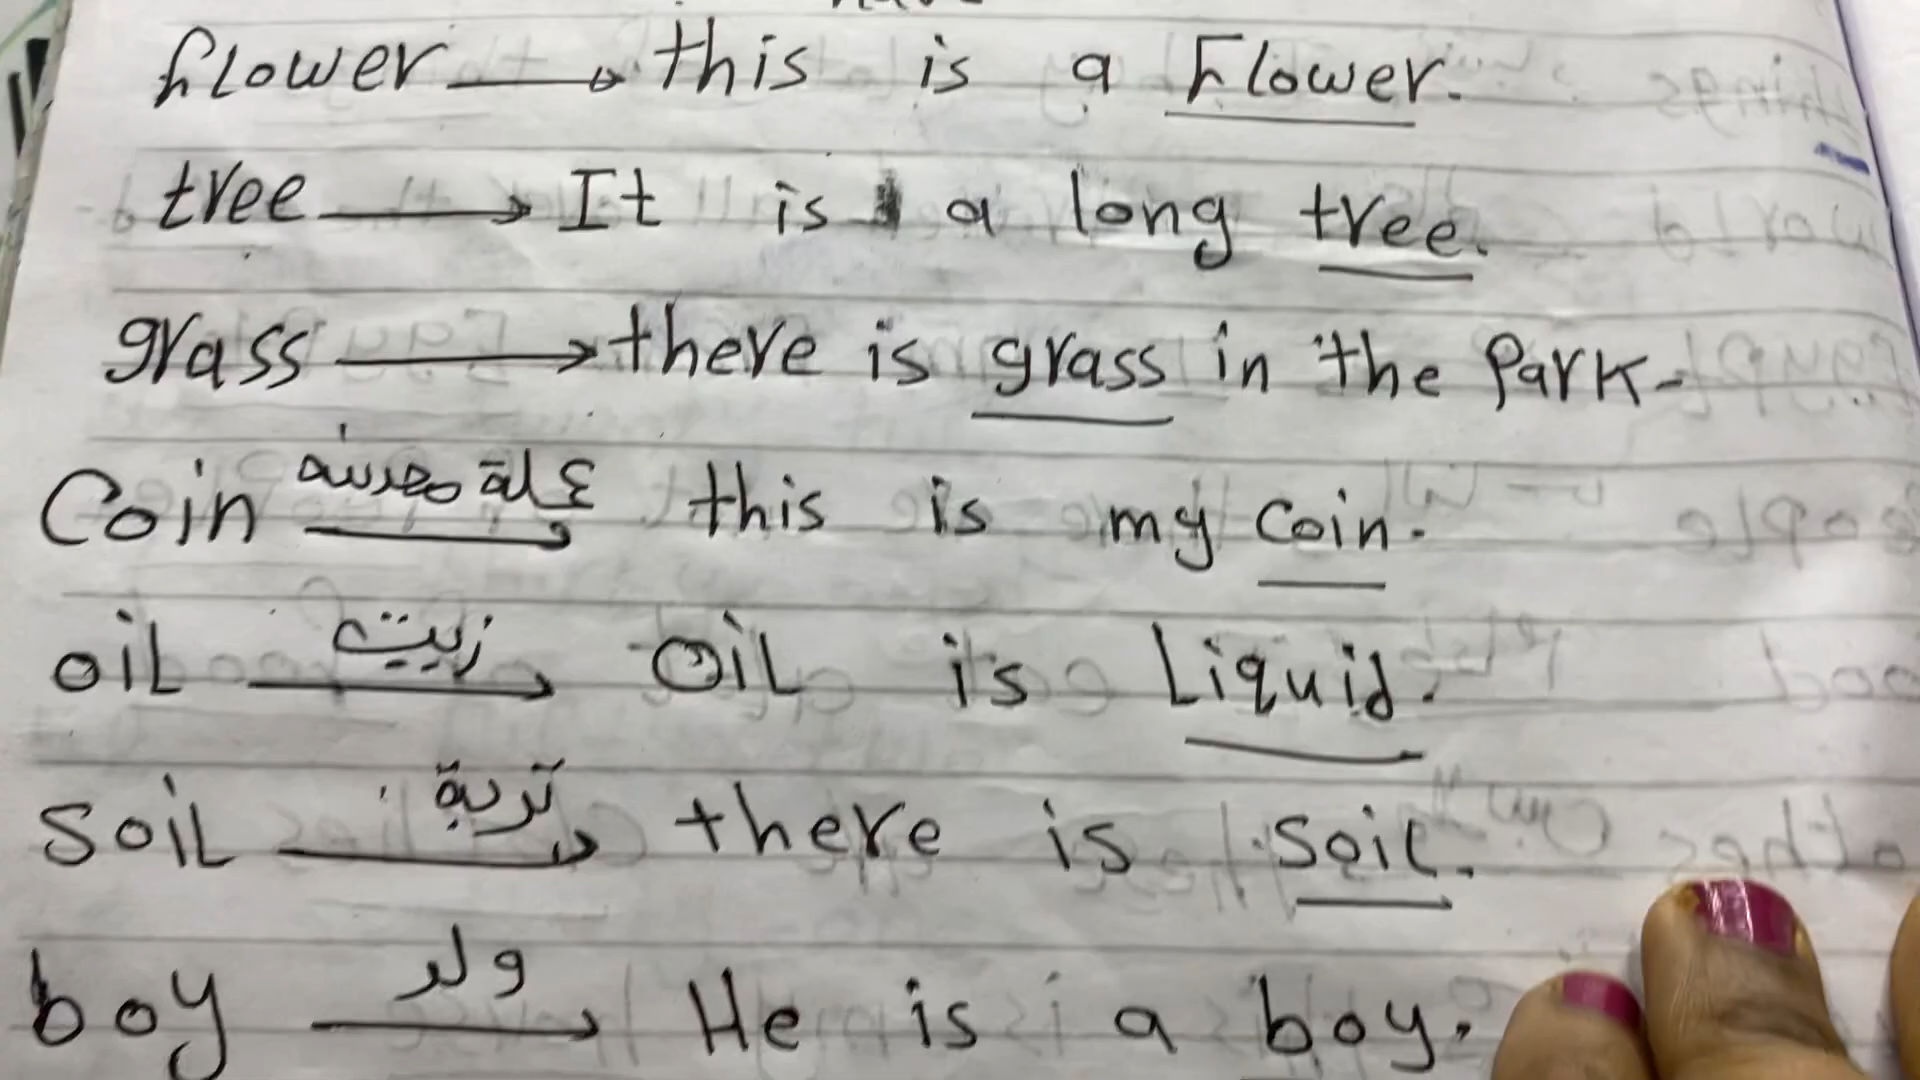 flower → this is a Flower.
tree → It is a long tree.
grass → there is grass in the Park.
Coin عملة معدنية this is my Coin.
oiL زيت → OiL is Liquid.
SoiL تربة → there is Soil.
boy ولد → He is a boy.